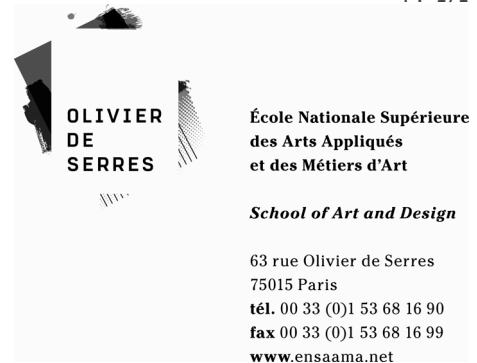 OLIVIER
DE
SERRES
École Nationale Supérieure
des Arts Appliqués
et des Métiers d'Art
School of Art and Design
63 rue Olivier de Serres
75015 Paris
tél. 00 33 (0)1 53 68 16 90
fax 00 33 (0)1 53 68 16 99
www.ensaama.net